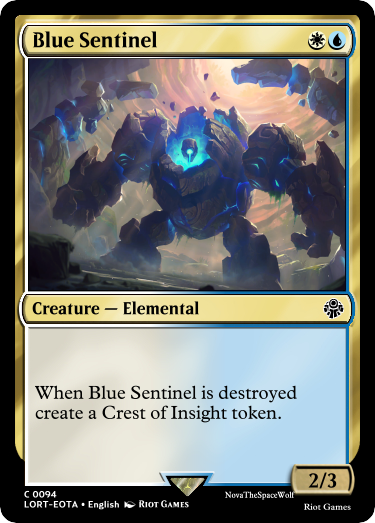 Blue Sentinel
Creature — Elemental
When Blue Sentinel is destroyed
create a Crest of Insight token.
2/3
C 0094
NovaTheSpaceWolf
LORT-EOTA • English Riot Games
Riot Games